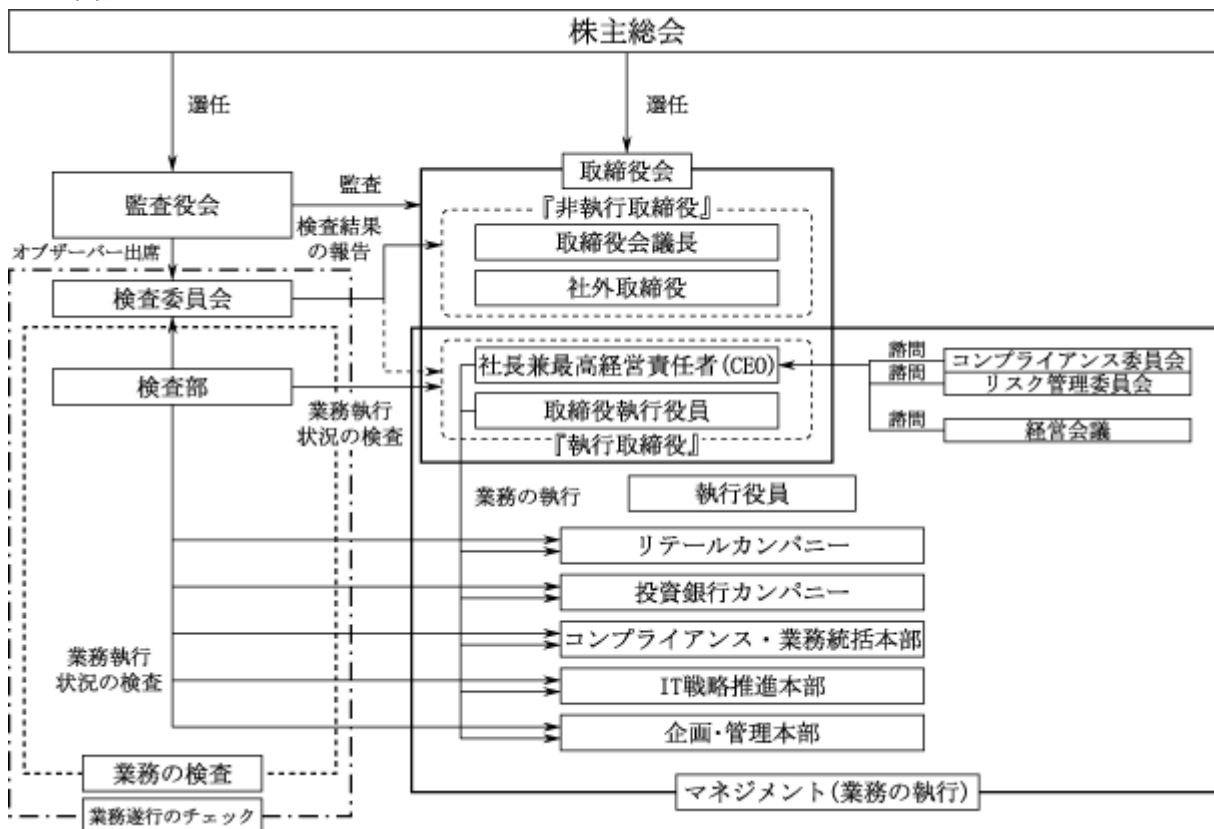 株主総会
選任
選任
取締役会
監査役会
監査
『非執行取締役』
検査結果
の報告
取締役会議長
オブザーバー出席
社外取締役
検査委員会
社長兼最高経営責任者(CEO)
諮問
コンプライアンス委員会
諮問
リスク管理委員会
検査部
業務執行
状況の検査
取締役執行役員
諮問
経営会議
『執行取締役』
業務の執行
執行役員
リテールカンパニー
投資銀行カンパニー
コンプライアンス・業務統括本部
業務執行
状況の検査
IT戦略推進本部
企画・管理本部
業務の検査
マネジメント(業務の執行)
業務遂行のチェック